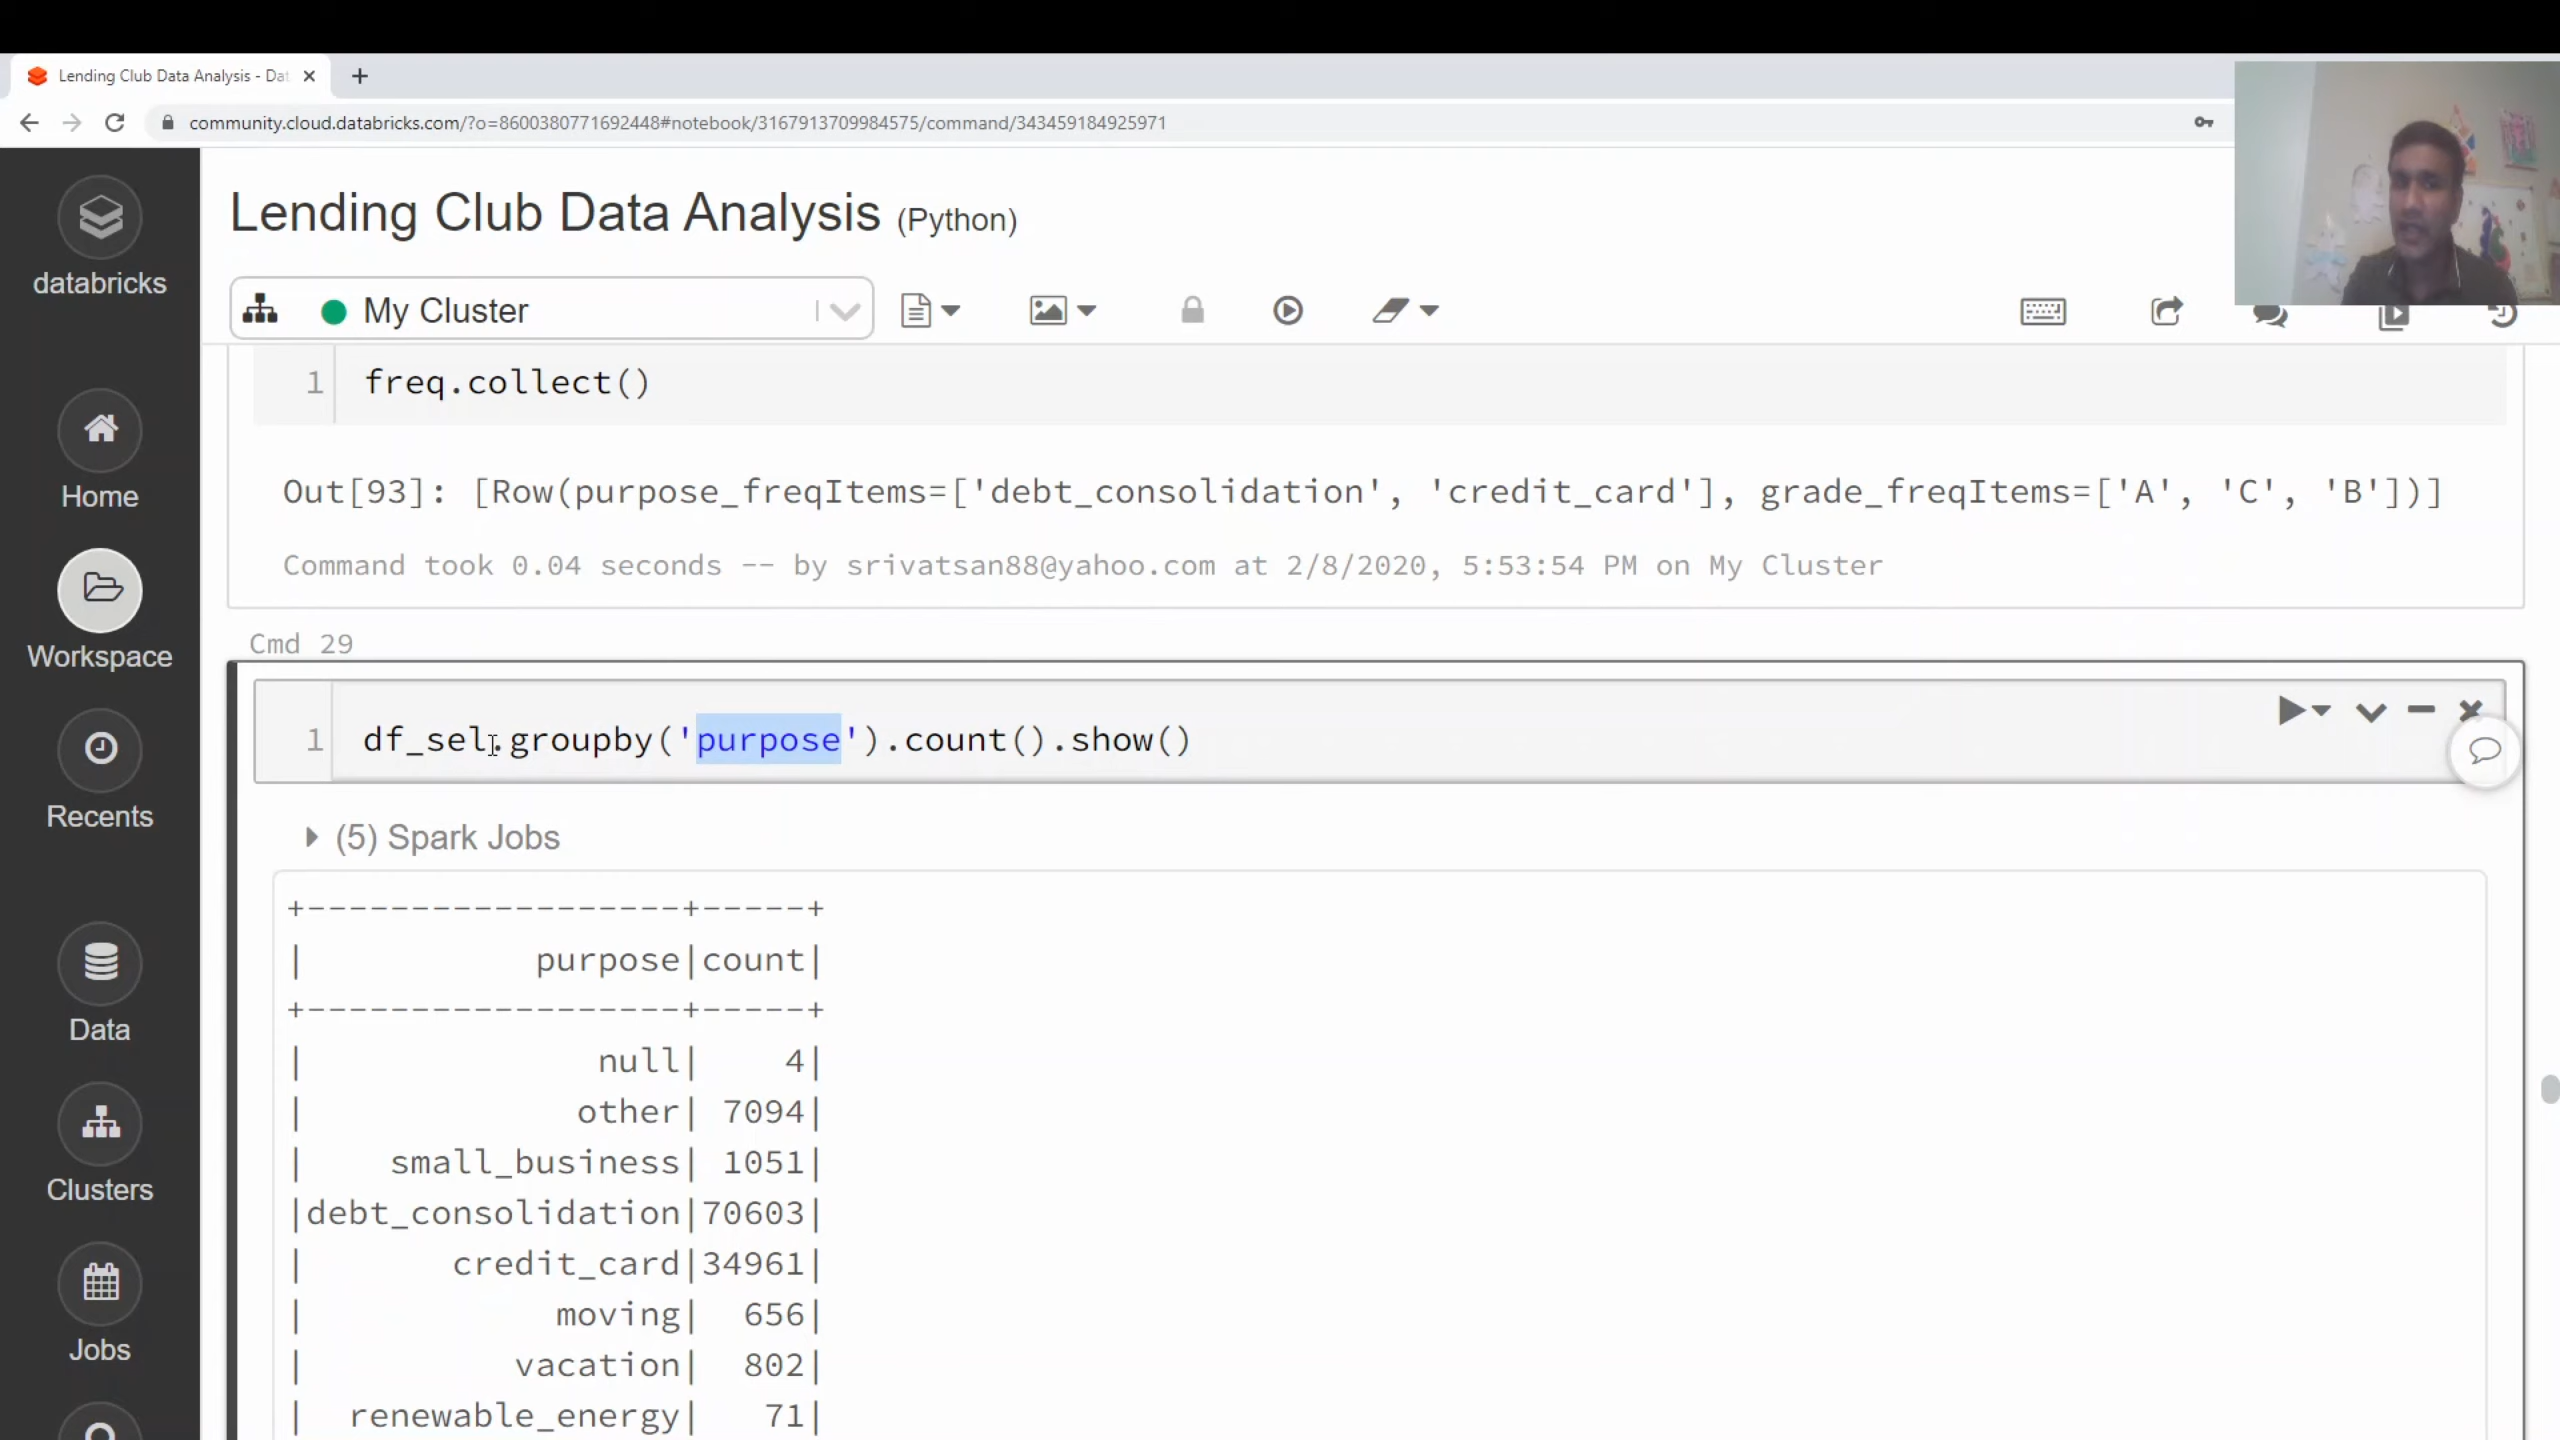 Lending Club Data Analysis - Dat
community.cloud.databricks.com/?o=8600380771692448#notebook/3167913709984575/command/343459184925971
databricks
Home
Workspace
Recents
Data
Clusters
Jobs
Lending Club Data Analysis (Python)
My Cluster
1 freq.collect()
Out[93]: [Row(purpose_freqItems=['debt_consolidation', 'credit_card'], grade_freqItems=['A', 'C', 'B'])]
Command took 0.04 seconds -- by srivatsan88@yahoo.com at 2/8/2020, 5:53:54 PM on My Cluster
Cmd 29
1 df_sel.groupby('purpose').count().show()
(5) Spark Jobs
+------------------+-----+
|           purpose|count|
+------------------+-----+
|              null|    4|
|             other| 7094|
|    small_business| 1051|
|debt_consolidation|70603|
|       credit_card|34961|
|            moving|  656|
|          vacation|  802|
|  renewable_energy|   71|